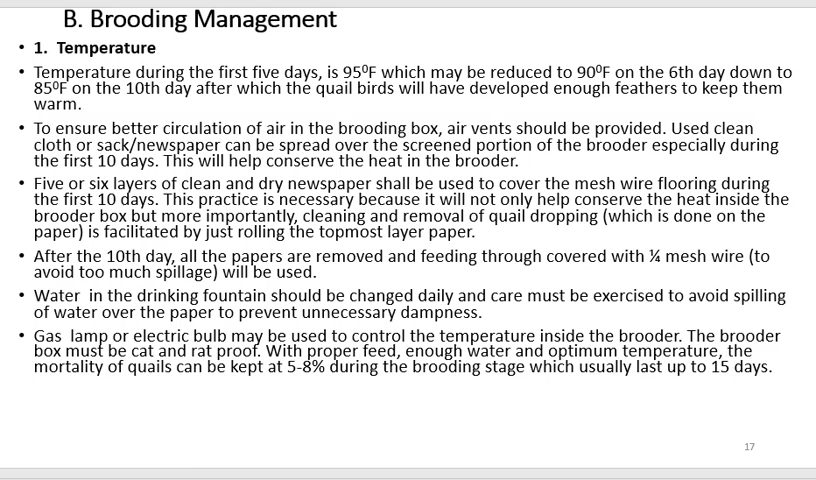 B. Brooding Management
• 1.  Temperature
• Temperature during the first five days, is 95⁰F which may be reduced to 90⁰F on the 6th day down to
85⁰F on the 10th day after which the quail birds will have developed enough feathers to keep them
warm.
• To ensure better circulation of air in the brooding box, air vents should be provided. Used clean
cloth or sack/newspaper can be spread over the screened portion of the brooder especially during
the first 10 days. This will help conserve the heat in the brooder.
• Five or six layers of clean and dry newspaper shall be used to cover the mesh wire flooring during
the first 10 days. This practice is necessary because it will not only help conserve the heat inside the
brooder box but more importantly, cleaning and removal of quail dropping (which is done on the
paper) is facilitated by just rolling the topmost layer paper.
• After the 10th day, all the papers are removed and feeding through covered with ¼ mesh wire (to
avoid too much spillage) will be used.
• Water  in the drinking fountain should be changed daily and care must be exercised to avoid spilling
of water over the paper to prevent unnecessary dampness.
• Gas  lamp or electric bulb may be used to control the temperature inside the brooder. The brooder
box must be cat and rat proof. With proper feed, enough water and optimum temperature, the
mortality of quails can be kept at 5-8% during the brooding stage which usually last up to 15 days.
17